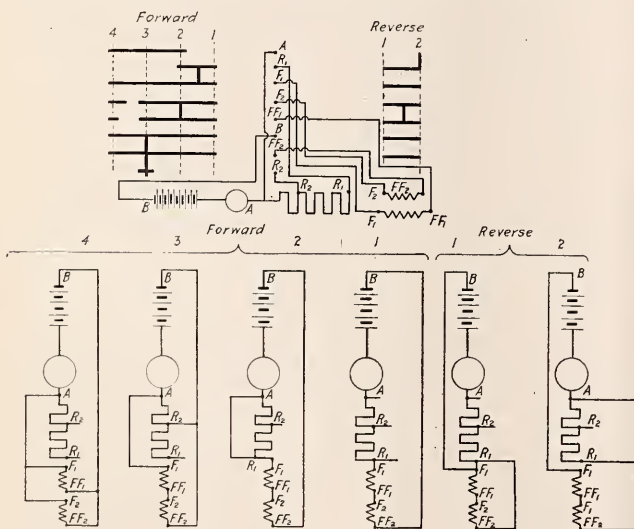 Forward
4 3 2 1
Reverse
1 2
A
R1
F1
F2
FF1
B
FF2
R2
B A
R2 R1
F2 FF2
F1 FF1
Forward
4 3 2 1
Reverse
1 2
B B B B B B
A A A A A A
R2 R2 R2 R2 R2 R2
R1 R1 R1 R1 R1 R1
F1 F1 F1 F1 F1 F1
FF1 FF1 FF1 FF1 FF1 FF1
F2 F2 F2 F2 F2 F2
FF2 FF2 FF2 FF2 FF2 FF2